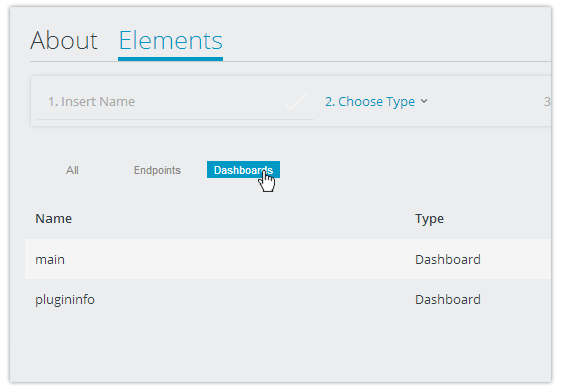 About Elements
1. Insert Name 2. Choose Type 3
All Endpoints Dashboards
Name Type
main Dashboard
plugininfo Dashboard